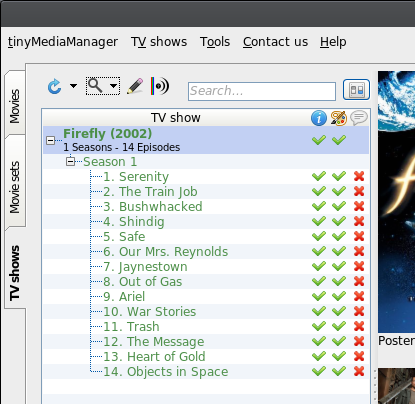 tinyMediaManager TV shows Tools Contact us Help
Search...
Movies
Movie sets
TV shows
TV show
Firefly (2002)
1 Seasons - 14 Episodes
Season 1
1. Serenity
2. The Train Job
3. Bushwhacked
4. Shindig
5. Safe
6. Our Mrs. Reynolds
7. Jaynestown
8. Out of Gas
9. Ariel
10. War Stories
11. Trash
12. The Message
13. Heart of Gold
14. Objects in Space
Poster